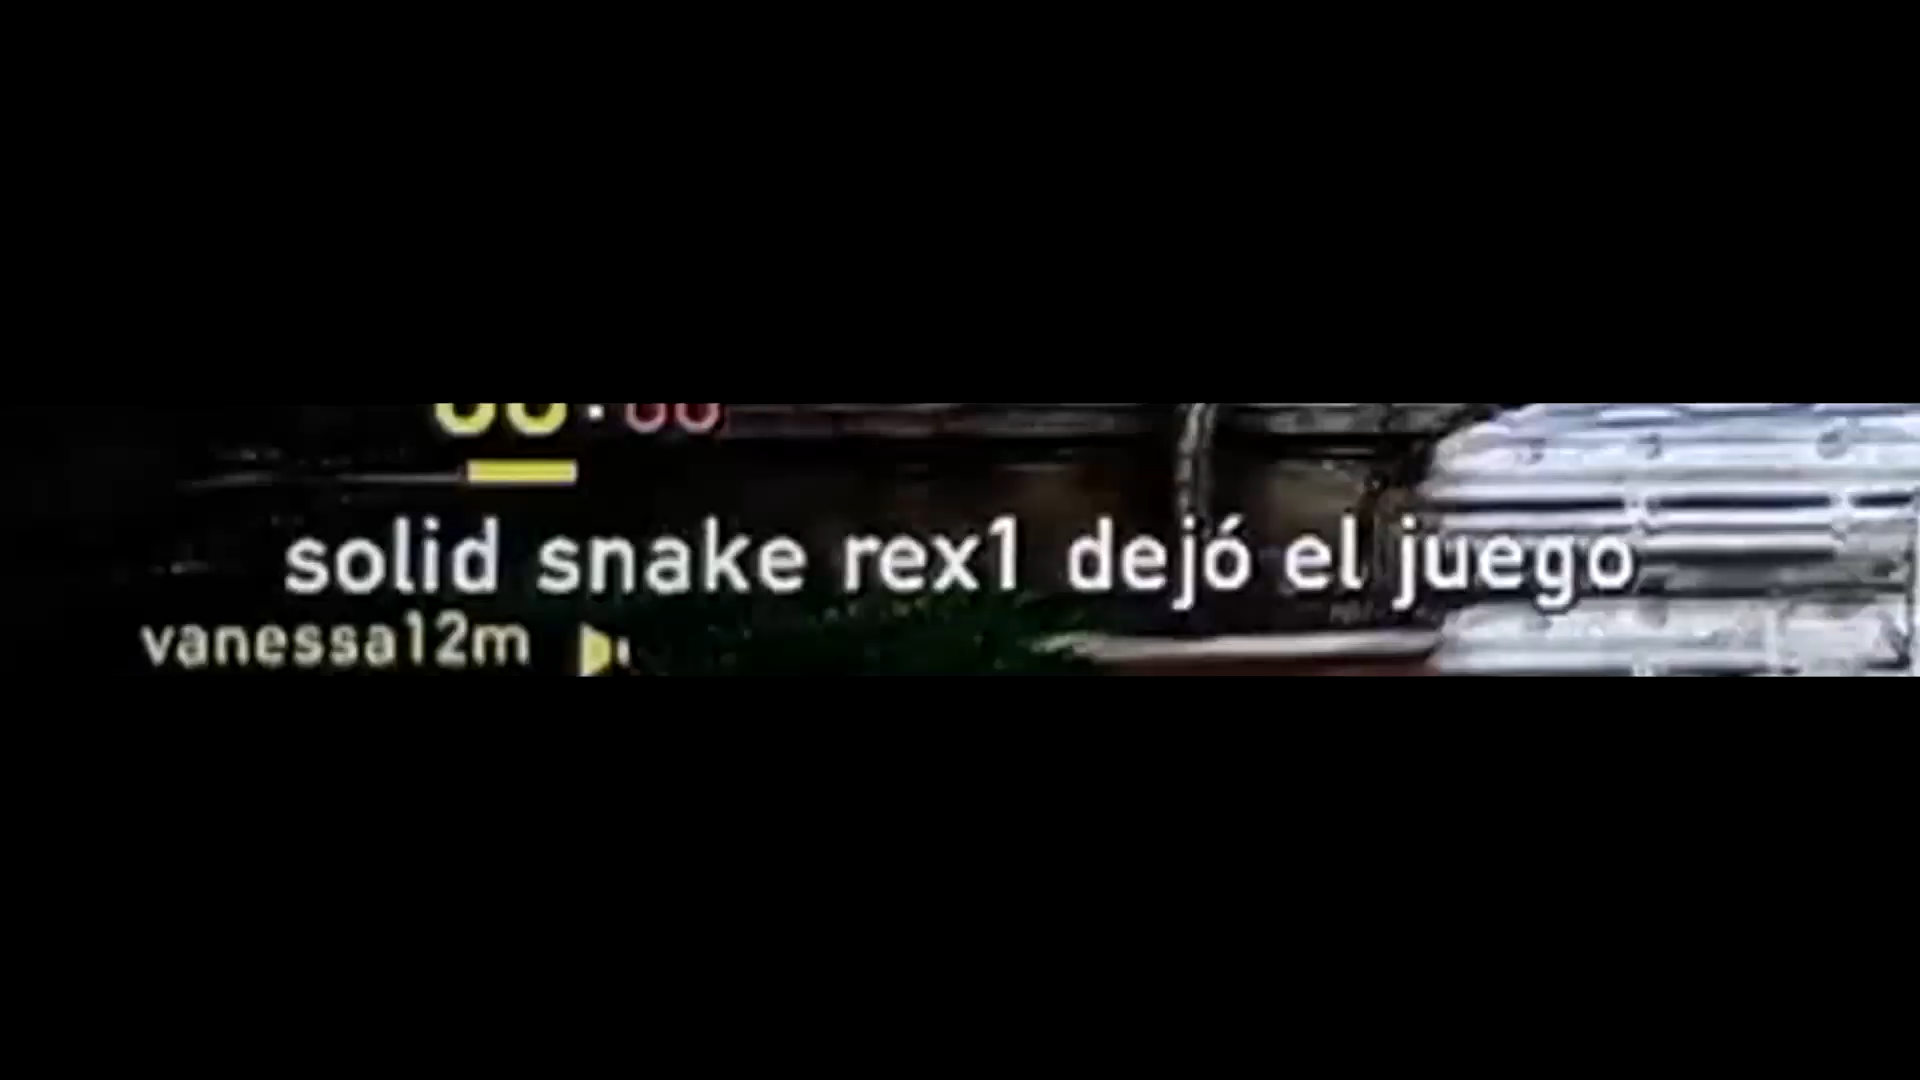 solid snake rex1 dejó el juego
vanessa12m